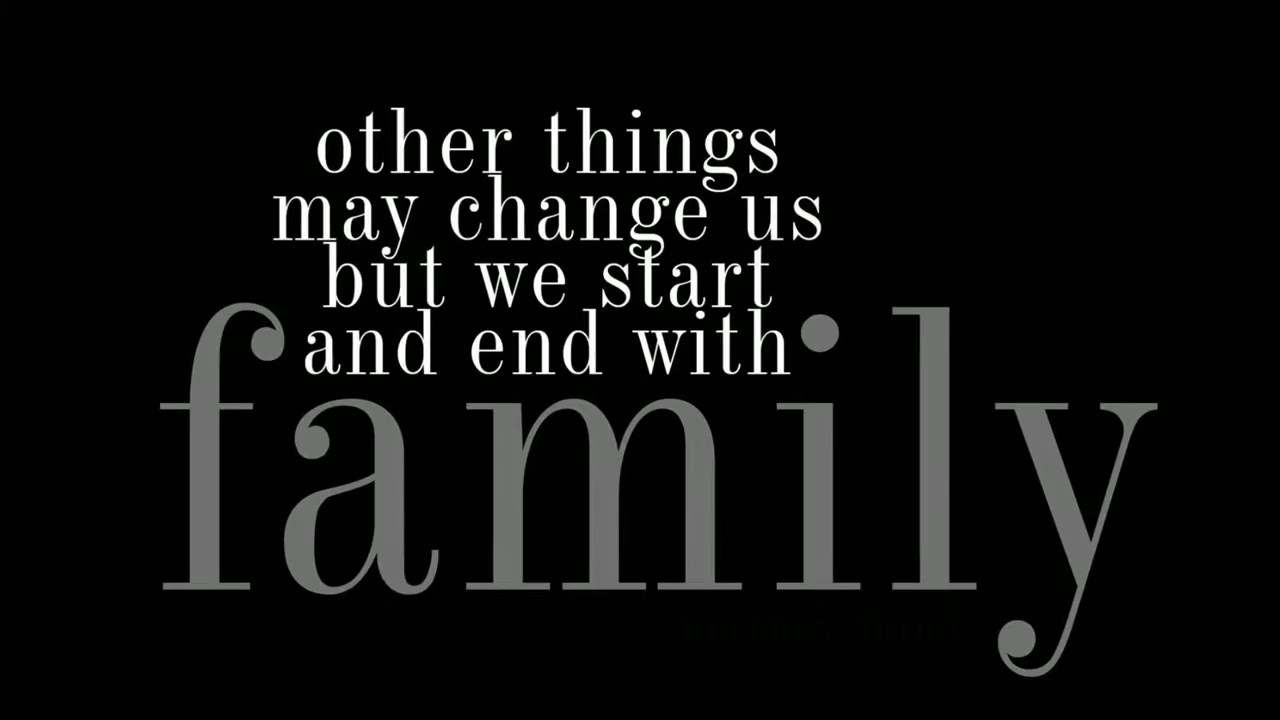 other things
may change us
but we start
and end with
family